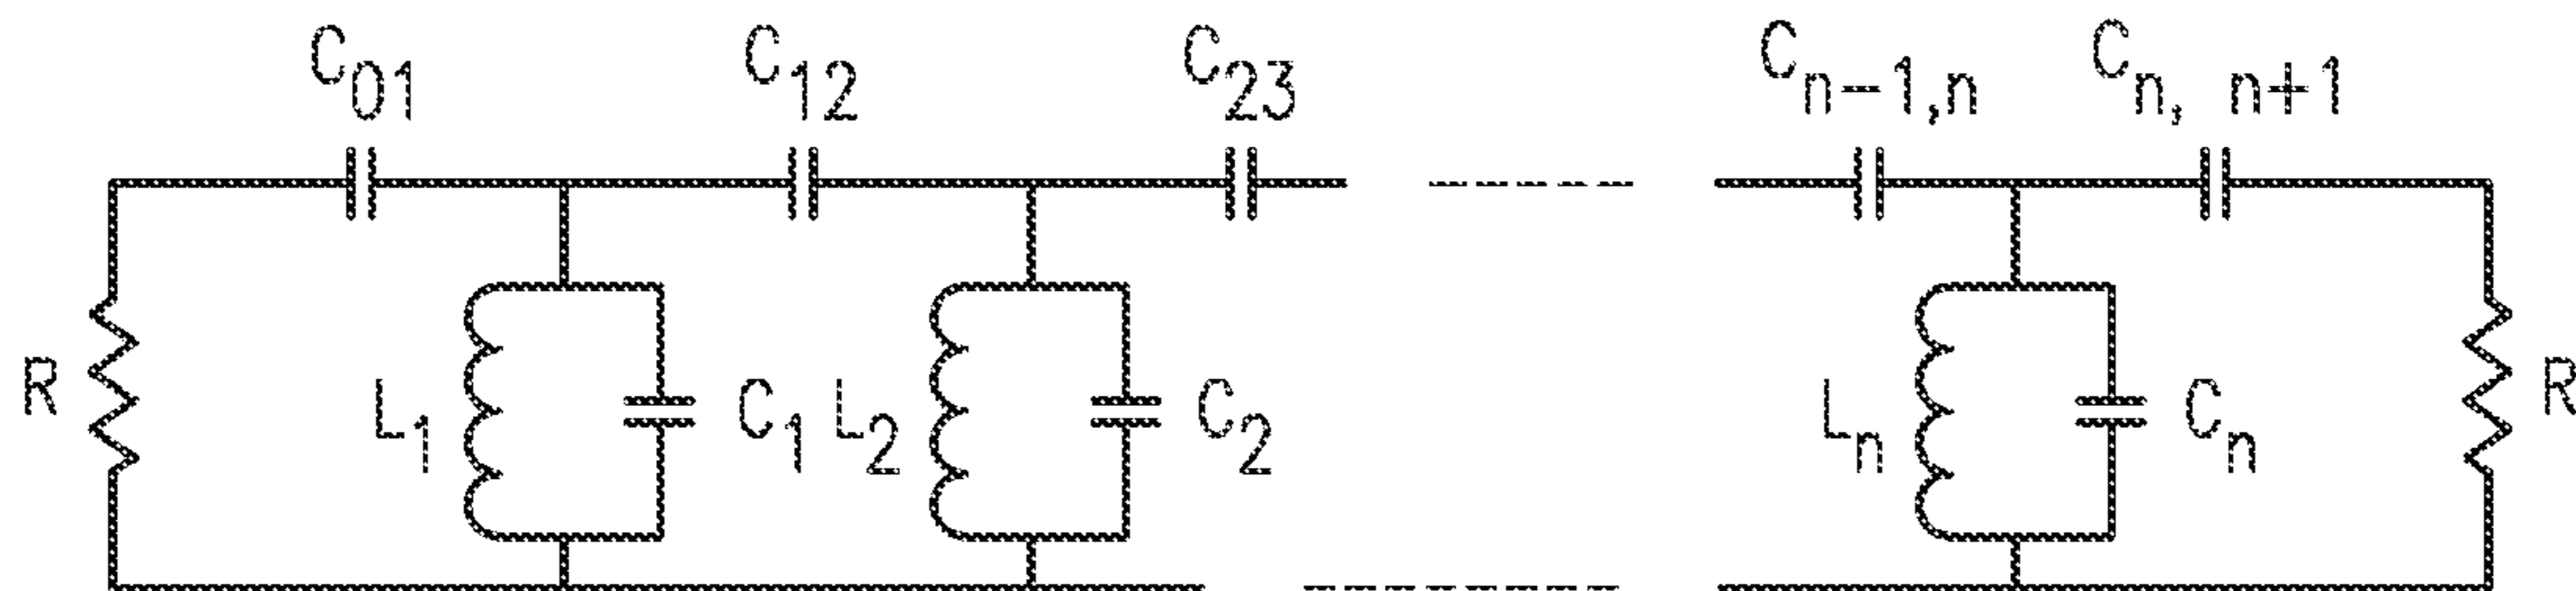 C01 C12 C23 Cn-1,n Cn, n+1
R L1 C1 L2 C2 Ln Cn R